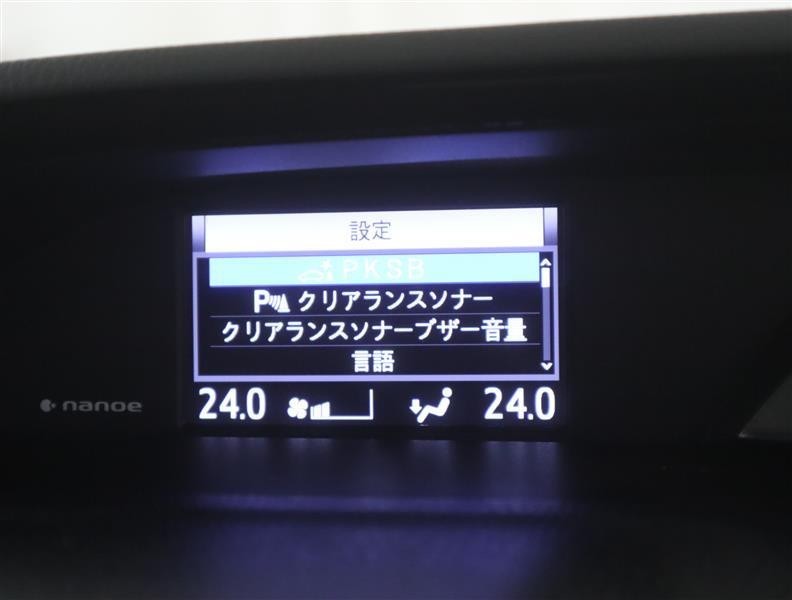 設定
PKSB
P クリアランスソナー
クリアランスソナーブザー音量
言語
24.0 24.0
nanoe